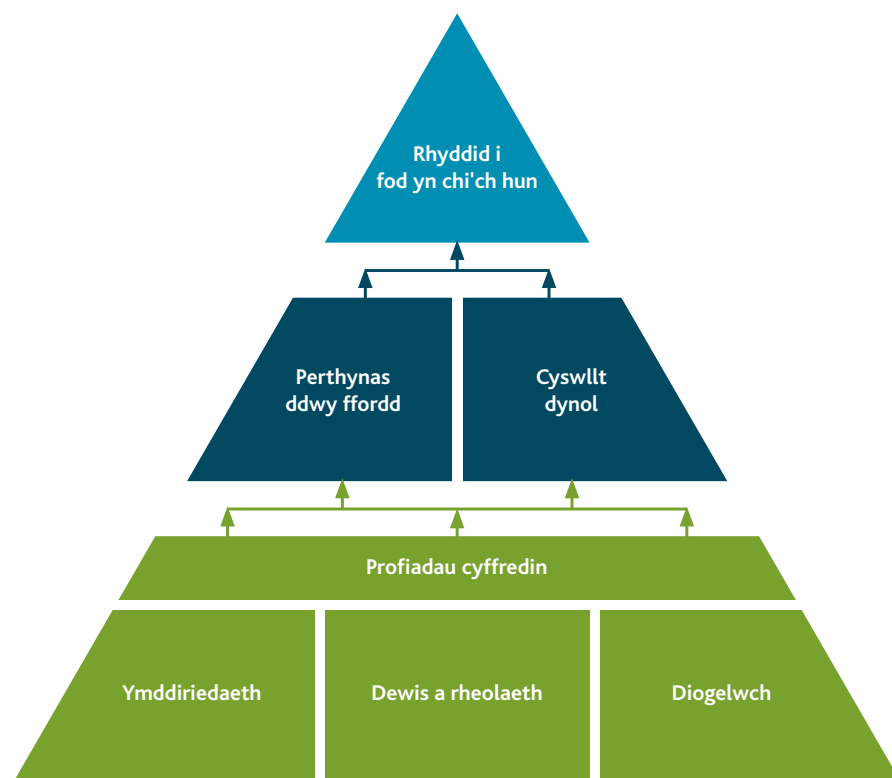 Rhyddid i
fod yn chi'ch hun
Perthynas
ddwy ffordd
Cyswllt
dynol
Profiadau cyffredin
Ymddiriedaeth
Dewis a rheolaeth
Diogelwch